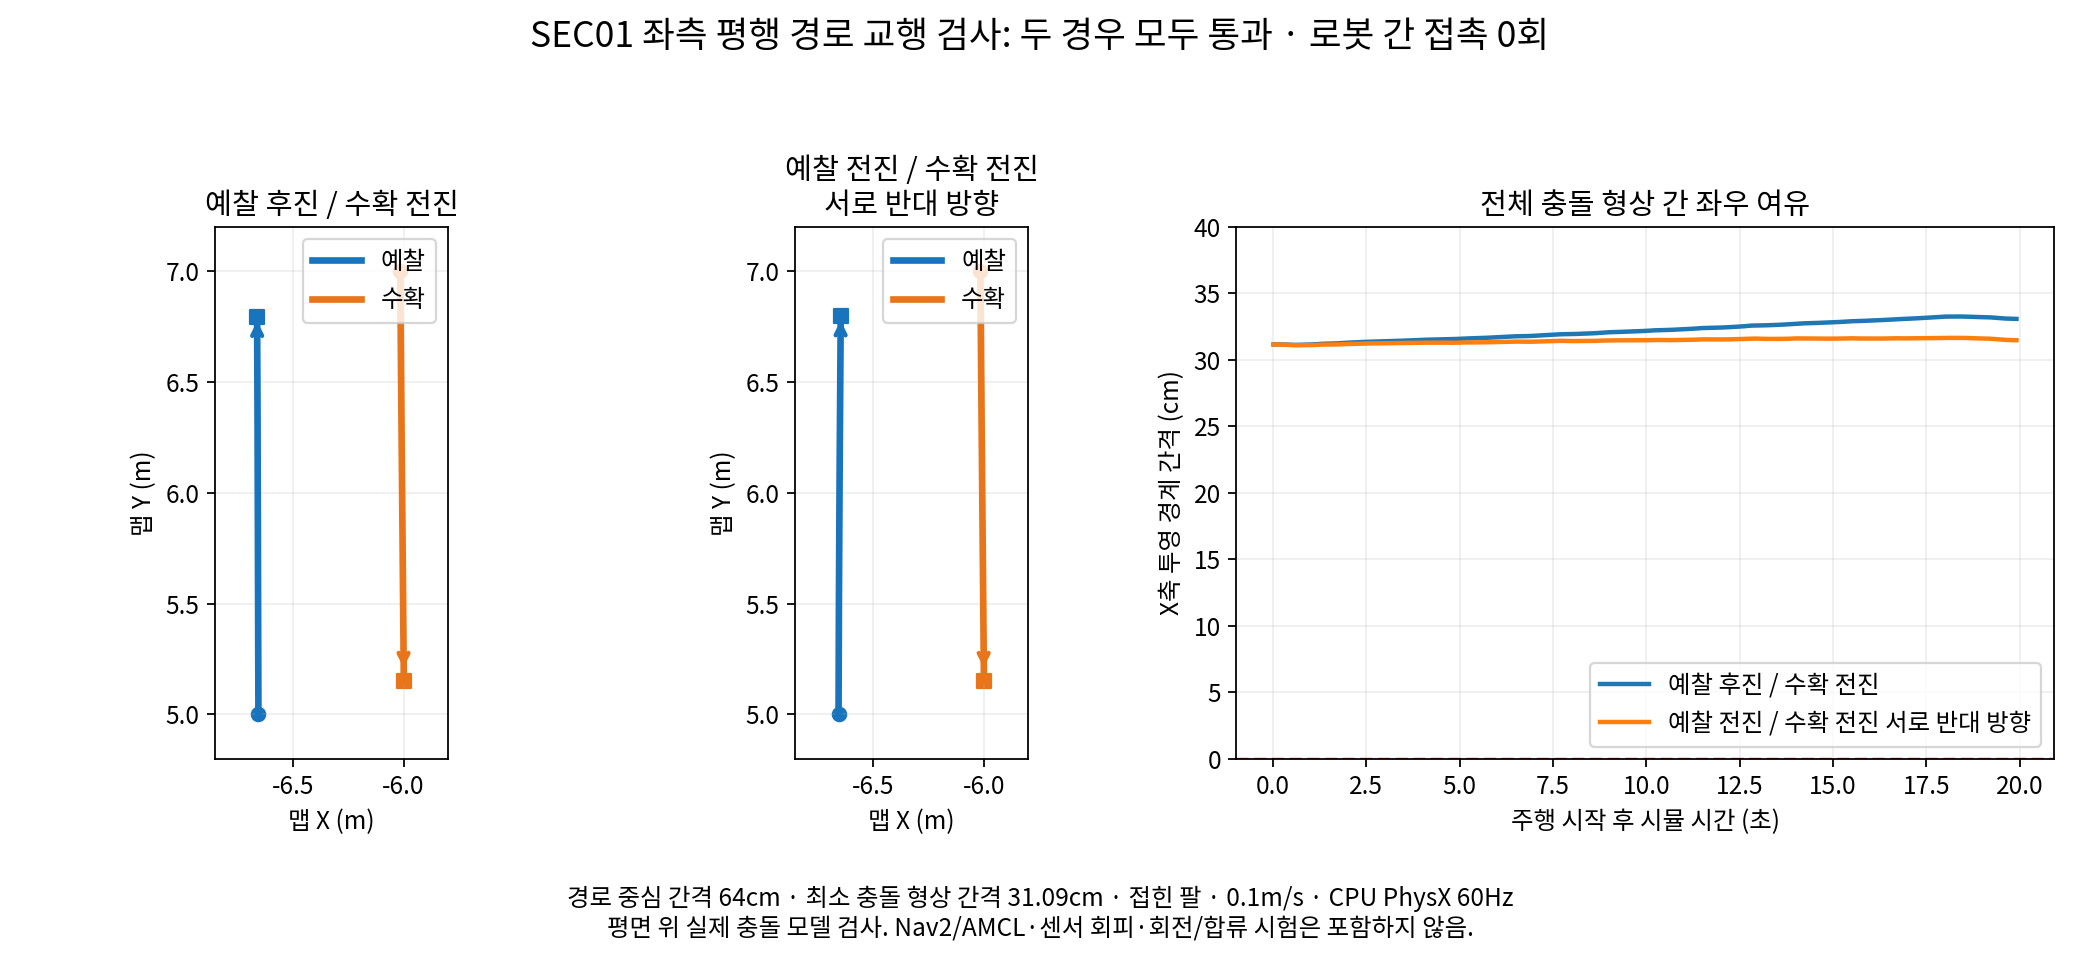 SEC01 좌측 평행 경로 교행 검사: 두 경우 모두 통과 · 로봇 간 접촉 0회
예찰 후진 / 수확 전진
예찰
수확
7.0
6.5
6.0
5.5
5.0
맵 Y (m)
-6.5
-6.0
맵 X (m)
예찰 전진 / 수확 전진
서로 반대 방향
예찰
수확
7.0
6.5
6.0
5.5
5.0
맵 Y (m)
-6.5
-6.0
맵 X (m)
전체 충돌 형상 간 좌우 여유
40
35
30
25
20
15
10
5
0
X축 투영 경계 간격 (cm)
예찰 후진 / 수확 전진
예찰 전진 / 수확 전진 서로 반대 방향
0.0
2.5
5.0
7.5
10.0
12.5
15.0
17.5
20.0
주행 시작 후 시뮬 시간 (초)
경로 중심 간격 64cm · 최소 충돌 형상 간격 31.09cm · 접힌 팔 · 0.1m/s · CPU PhysX 60Hz
평면 위 실제 충돌 모델 검사. Nav2/AMCL·센서 회피·회전/합류 시험은 포함하지 않음.